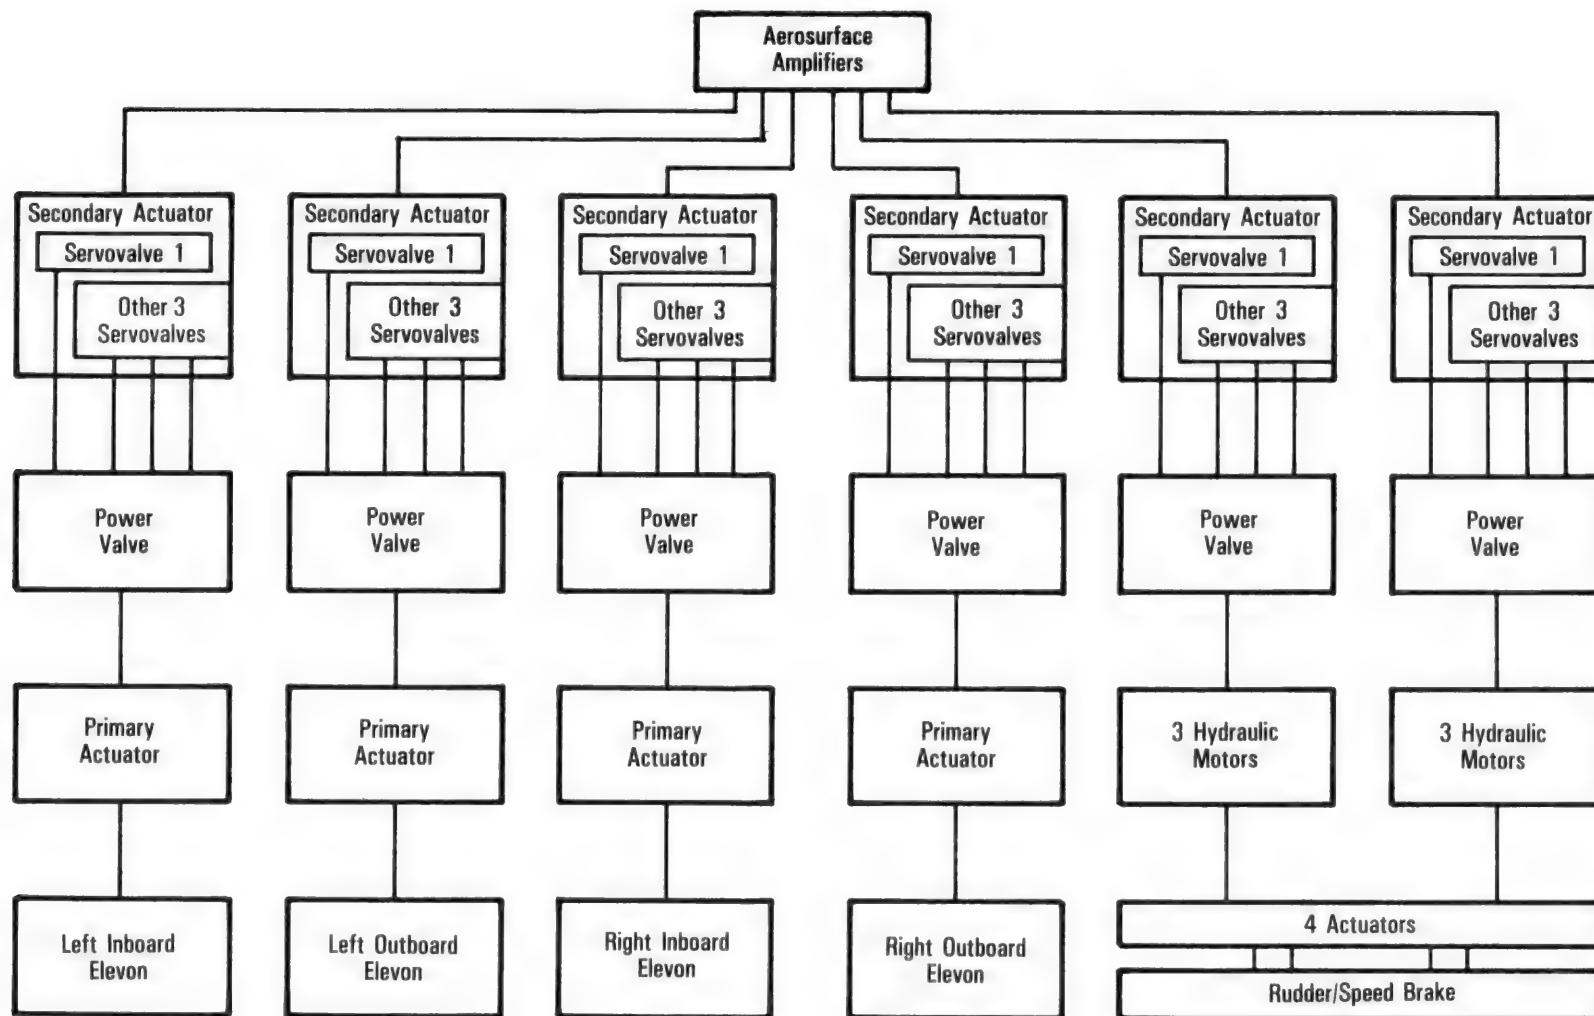 Aerosurface
Amplifiers
Secondary Actuator
Servovalve 1
Other 3
Servovalves
Secondary Actuator
Servovalve 1
Other 3
Servovalves
Secondary Actuator
Servovalve 1
Other 3
Servovalves
Secondary Actuator
Servovalve 1
Other 3
Servovalves
Secondary Actuator
Servovalve 1
Other 3
Servovalves
Secondary Actuator
Servovalve 1
Other 3
Servovalves
Power
Valve
Power
Valve
Power
Valve
Power
Valve
Power
Valve
Power
Valve
Primary
Actuator
Primary
Actuator
Primary
Actuator
Primary
Actuator
3 Hydraulic
Motors
3 Hydraulic
Motors
Left Inboard
Elevon
Left Outboard
Elevon
Right Inboard
Elevon
Right Outboard
Elevon
4 Actuators
Rudder/Speed Brake